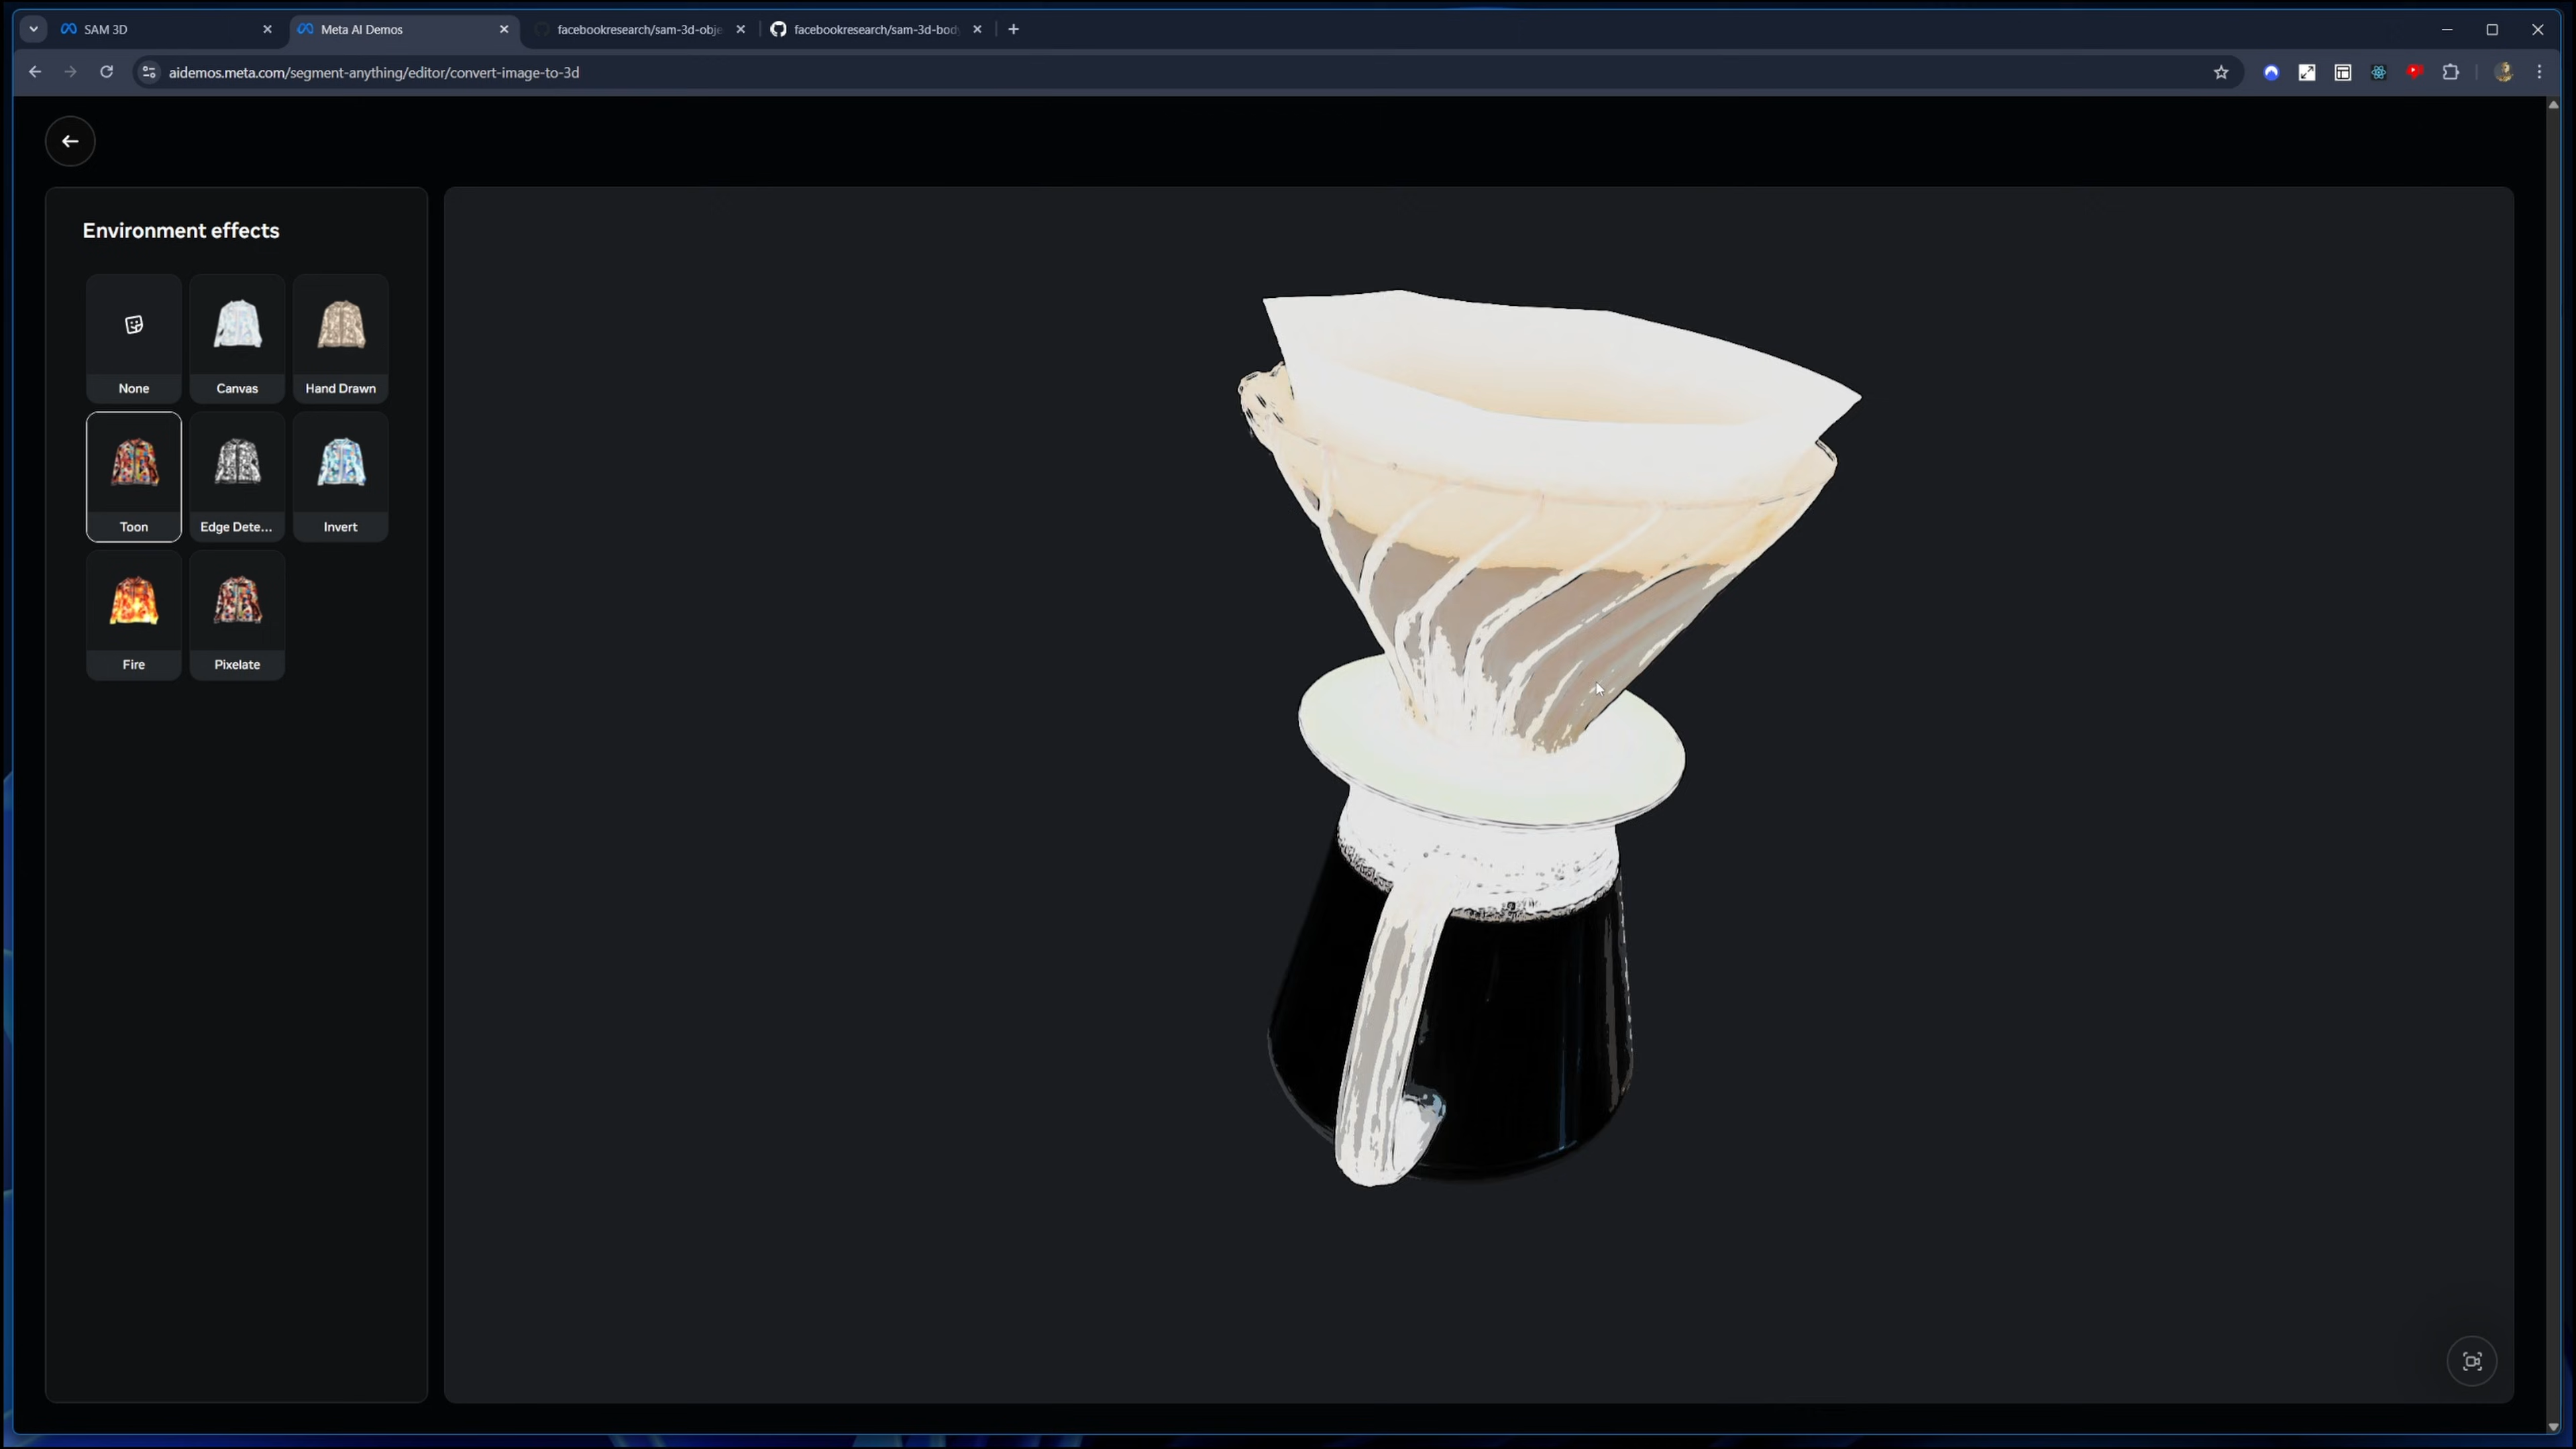 SAM 3D
Meta AI Demos
facebookresearch/sam-3d-obje
facebookresearch/sam-3d-body
aidemos.meta.com/segment-anything/editor/convert-image-to-3d
Environment effects
None
Canvas
Hand Drawn
Toon
Edge Dete...
Invert
Fire
Pixelate